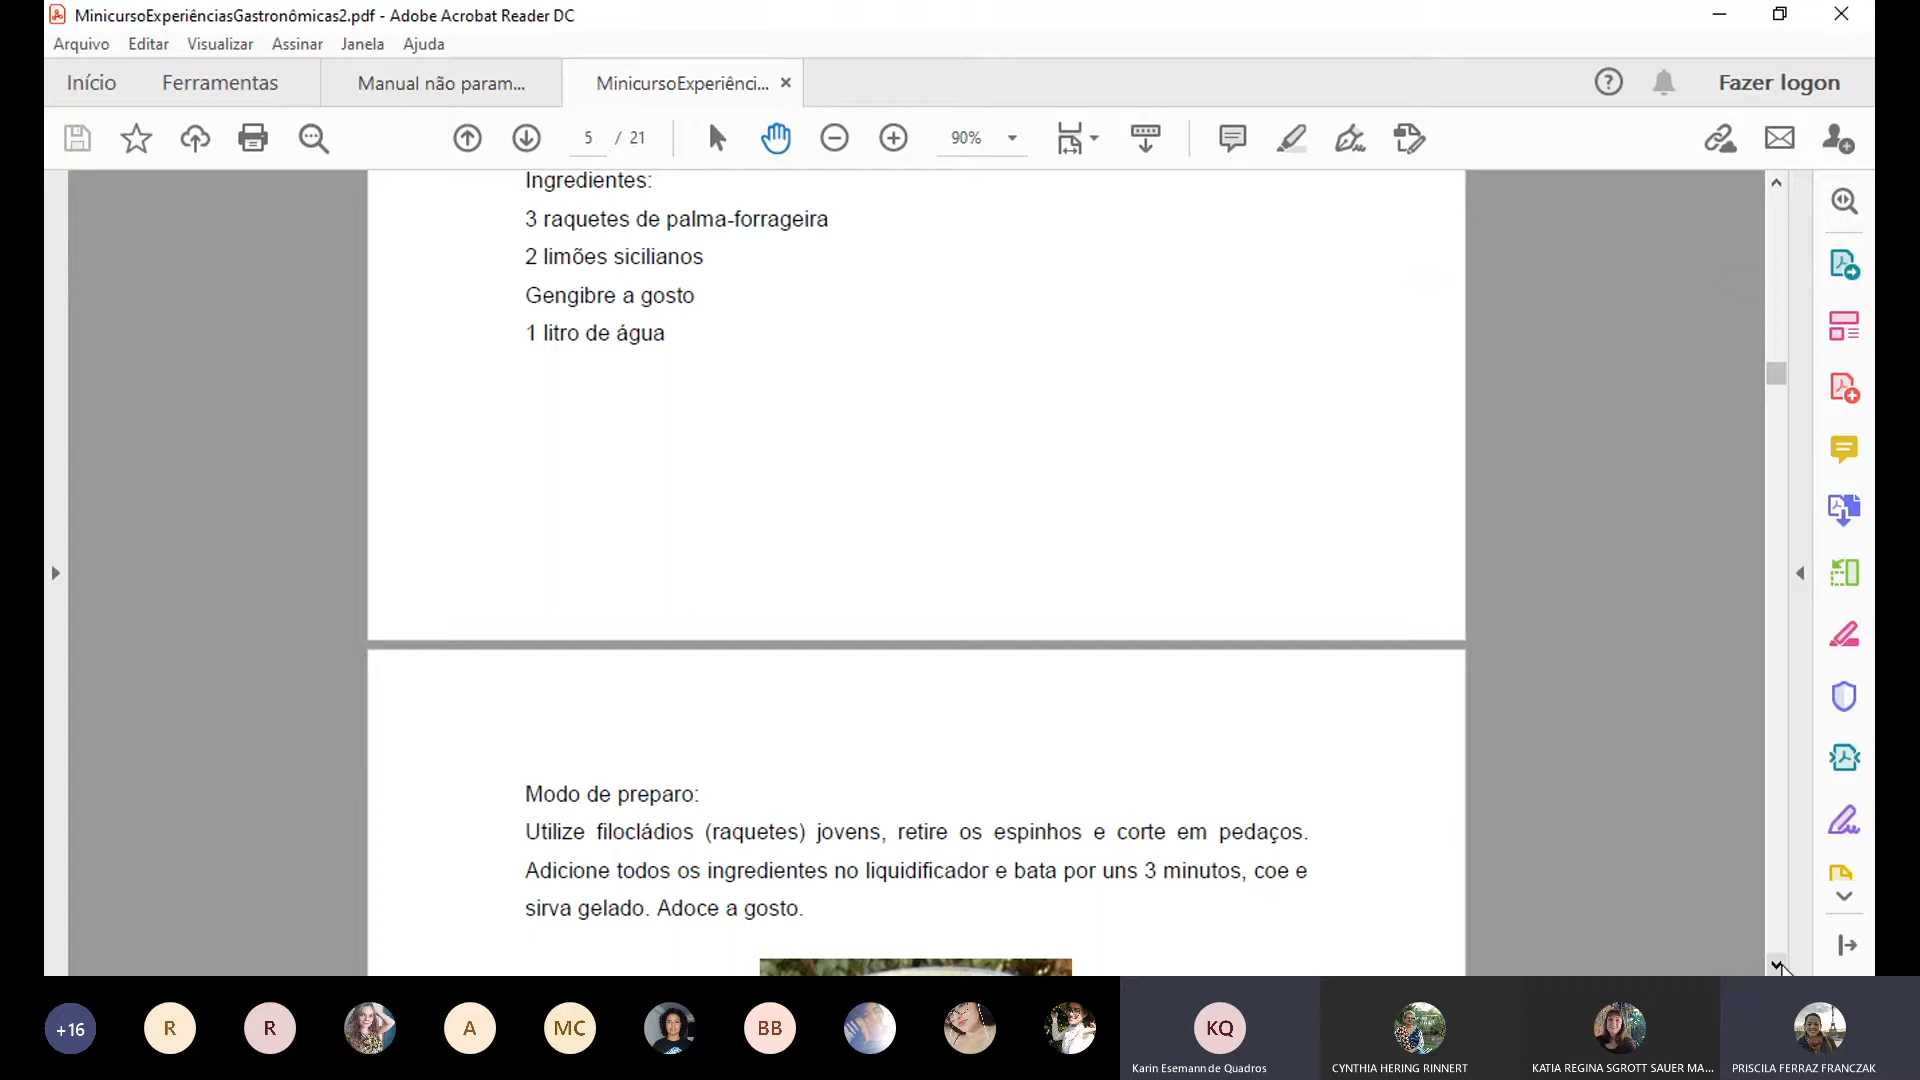 MinicursoExperiênciasGastronômicas2.pdf - Adobe Acrobat Reader DC
Arquivo Editar Visualizar Assinar Janela Ajuda
Início Ferramentas Manual não param... MinicursoExperiênci... Fazer logon
5 / 21 90%
Ingredientes:
3 raquetes de palma-forrageira
2 limões sicilianos
Gengibre a gosto
1 litro de água
Modo de preparo:
Utilize filocládios (raquetes) jovens, retire os espinhos e corte em pedaços.
Adicione todos os ingredientes no liquidificador e bata por uns 3 minutos, coe e
sirva gelado. Adoce a gosto.
+16 R R A MC BB KQ
Karin Esemann de Quadros CYNTHIA HERING RINNERT KATIA REGINA SGROTT SAUER MA... PRISCILA FERRAZ FRANCZAK